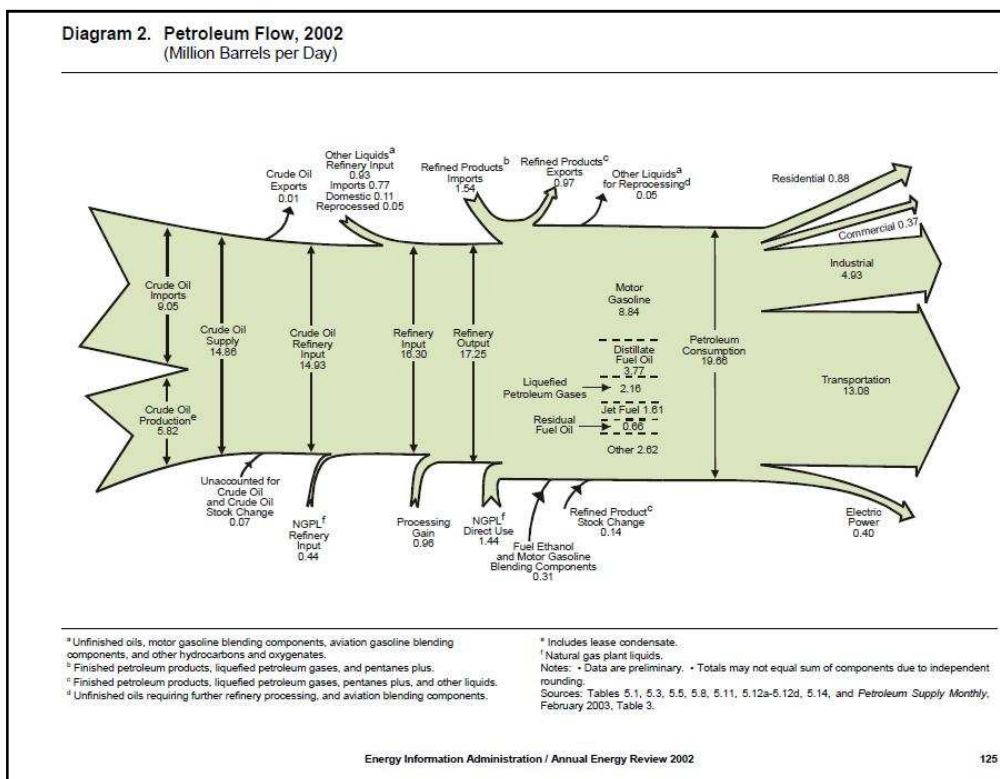 Diagram 2. Petroleum Flow, 2002
(Million Barrels per Day)
Crude Oil
Exports
0.01
Other Liquidsᵃ
Refinery Input
0.93
Imports 0.77
Domestic 0.11
Reprocessed 0.05
Refined Productsᵇ
Imports
1.54
Refined Productsᶜ
Exports
0.97
Other Liquidsᵃ
for Reprocessingᵈ
0.05
Residential 0.88
Commercial 0.37
Industrial
4.93
Crude Oil
Imports
9.05
Crude Oil
Supply
14.86
Crude Oil
Refinery
Input
14.93
Refinery
Input
16.30
Refinery
Output
17.25
Motor
Gasoline
8.84
Distillate
Fuel Oil
3.77
Liquefied
Petroleum Gases
2.16
Jet Fuel 1.61
Residual
Fuel Oil
0.66
Other 2.62
Petroleum
Consumption
19.66
Transportation
13.08
Crude Oil
Productionᵉ
5.82
Unaccounted for
Crude Oil
and Crude Oil
Stock Change
0.07
NGPLᶠ
Refinery
Input
0.44
Processing
Gain
0.96
NGPLᶠ
Direct Use
1.44
Fuel Ethanol
and Motor Gasoline
Blending Components
0.31
Refined Productᶜ
Stock Change
0.14
Electric
Power
0.40
ᵃ Unfinished oils, motor gasoline blending components, aviation gasoline blending
components, and other hydrocarbons and oxygenates.
ᵇ Finished petroleum products, liquefied petroleum gases, and pentanes plus.
ᶜ Finished petroleum products, liquefied petroleum gases, pentanes plus, and other liquids.
ᵈ Unfinished oils requiring further refinery processing, and aviation blending components.
ᵉ Includes lease condensate.
ᶠ Natural gas plant liquids.
Notes: • Data are preliminary. • Totals may not equal sum of components due to independent
rounding.
Sources: Tables 5.1, 5.3, 5.5, 5.8, 5.11, 5.12a-5.12d, 5.14, and Petroleum Supply Monthly,
February 2003, Table 3.
Energy Information Administration / Annual Energy Review 2002
125